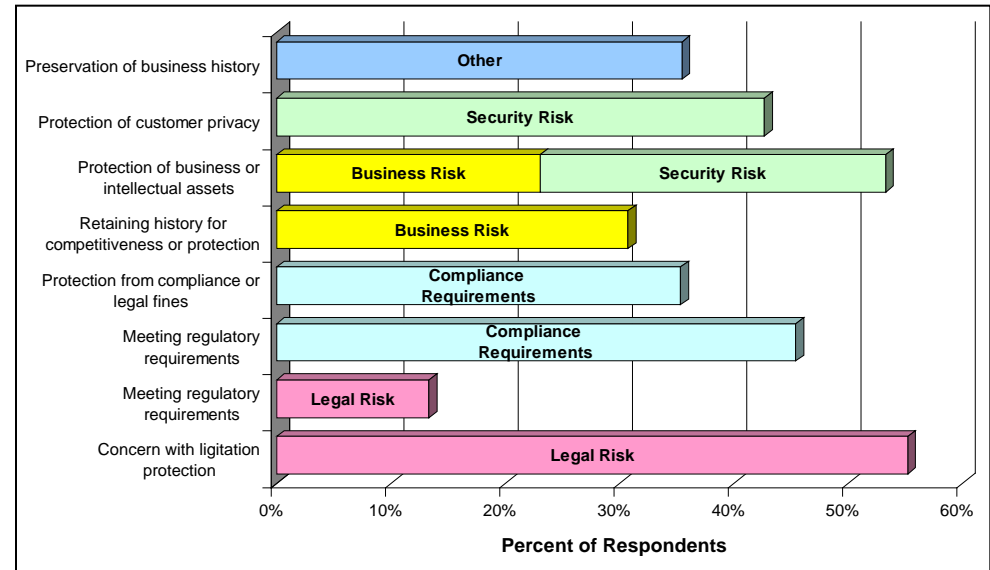 Preservation of business history
Other
Protection of customer privacy
Security Risk
Protection of business or
intellectual assets
Business Risk
Security Risk
Retaining history for
competitiveness or protection
Business Risk
Protection from compliance or
legal fines
Compliance
Requirements
Meeting regulatory
requirements
Compliance
Requirements
Meeting regulatory
requirements
Legal Risk
Concern with ligitation
protection
Legal Risk
0% 10% 20% 30% 40% 50% 60%
Percent of Respondents